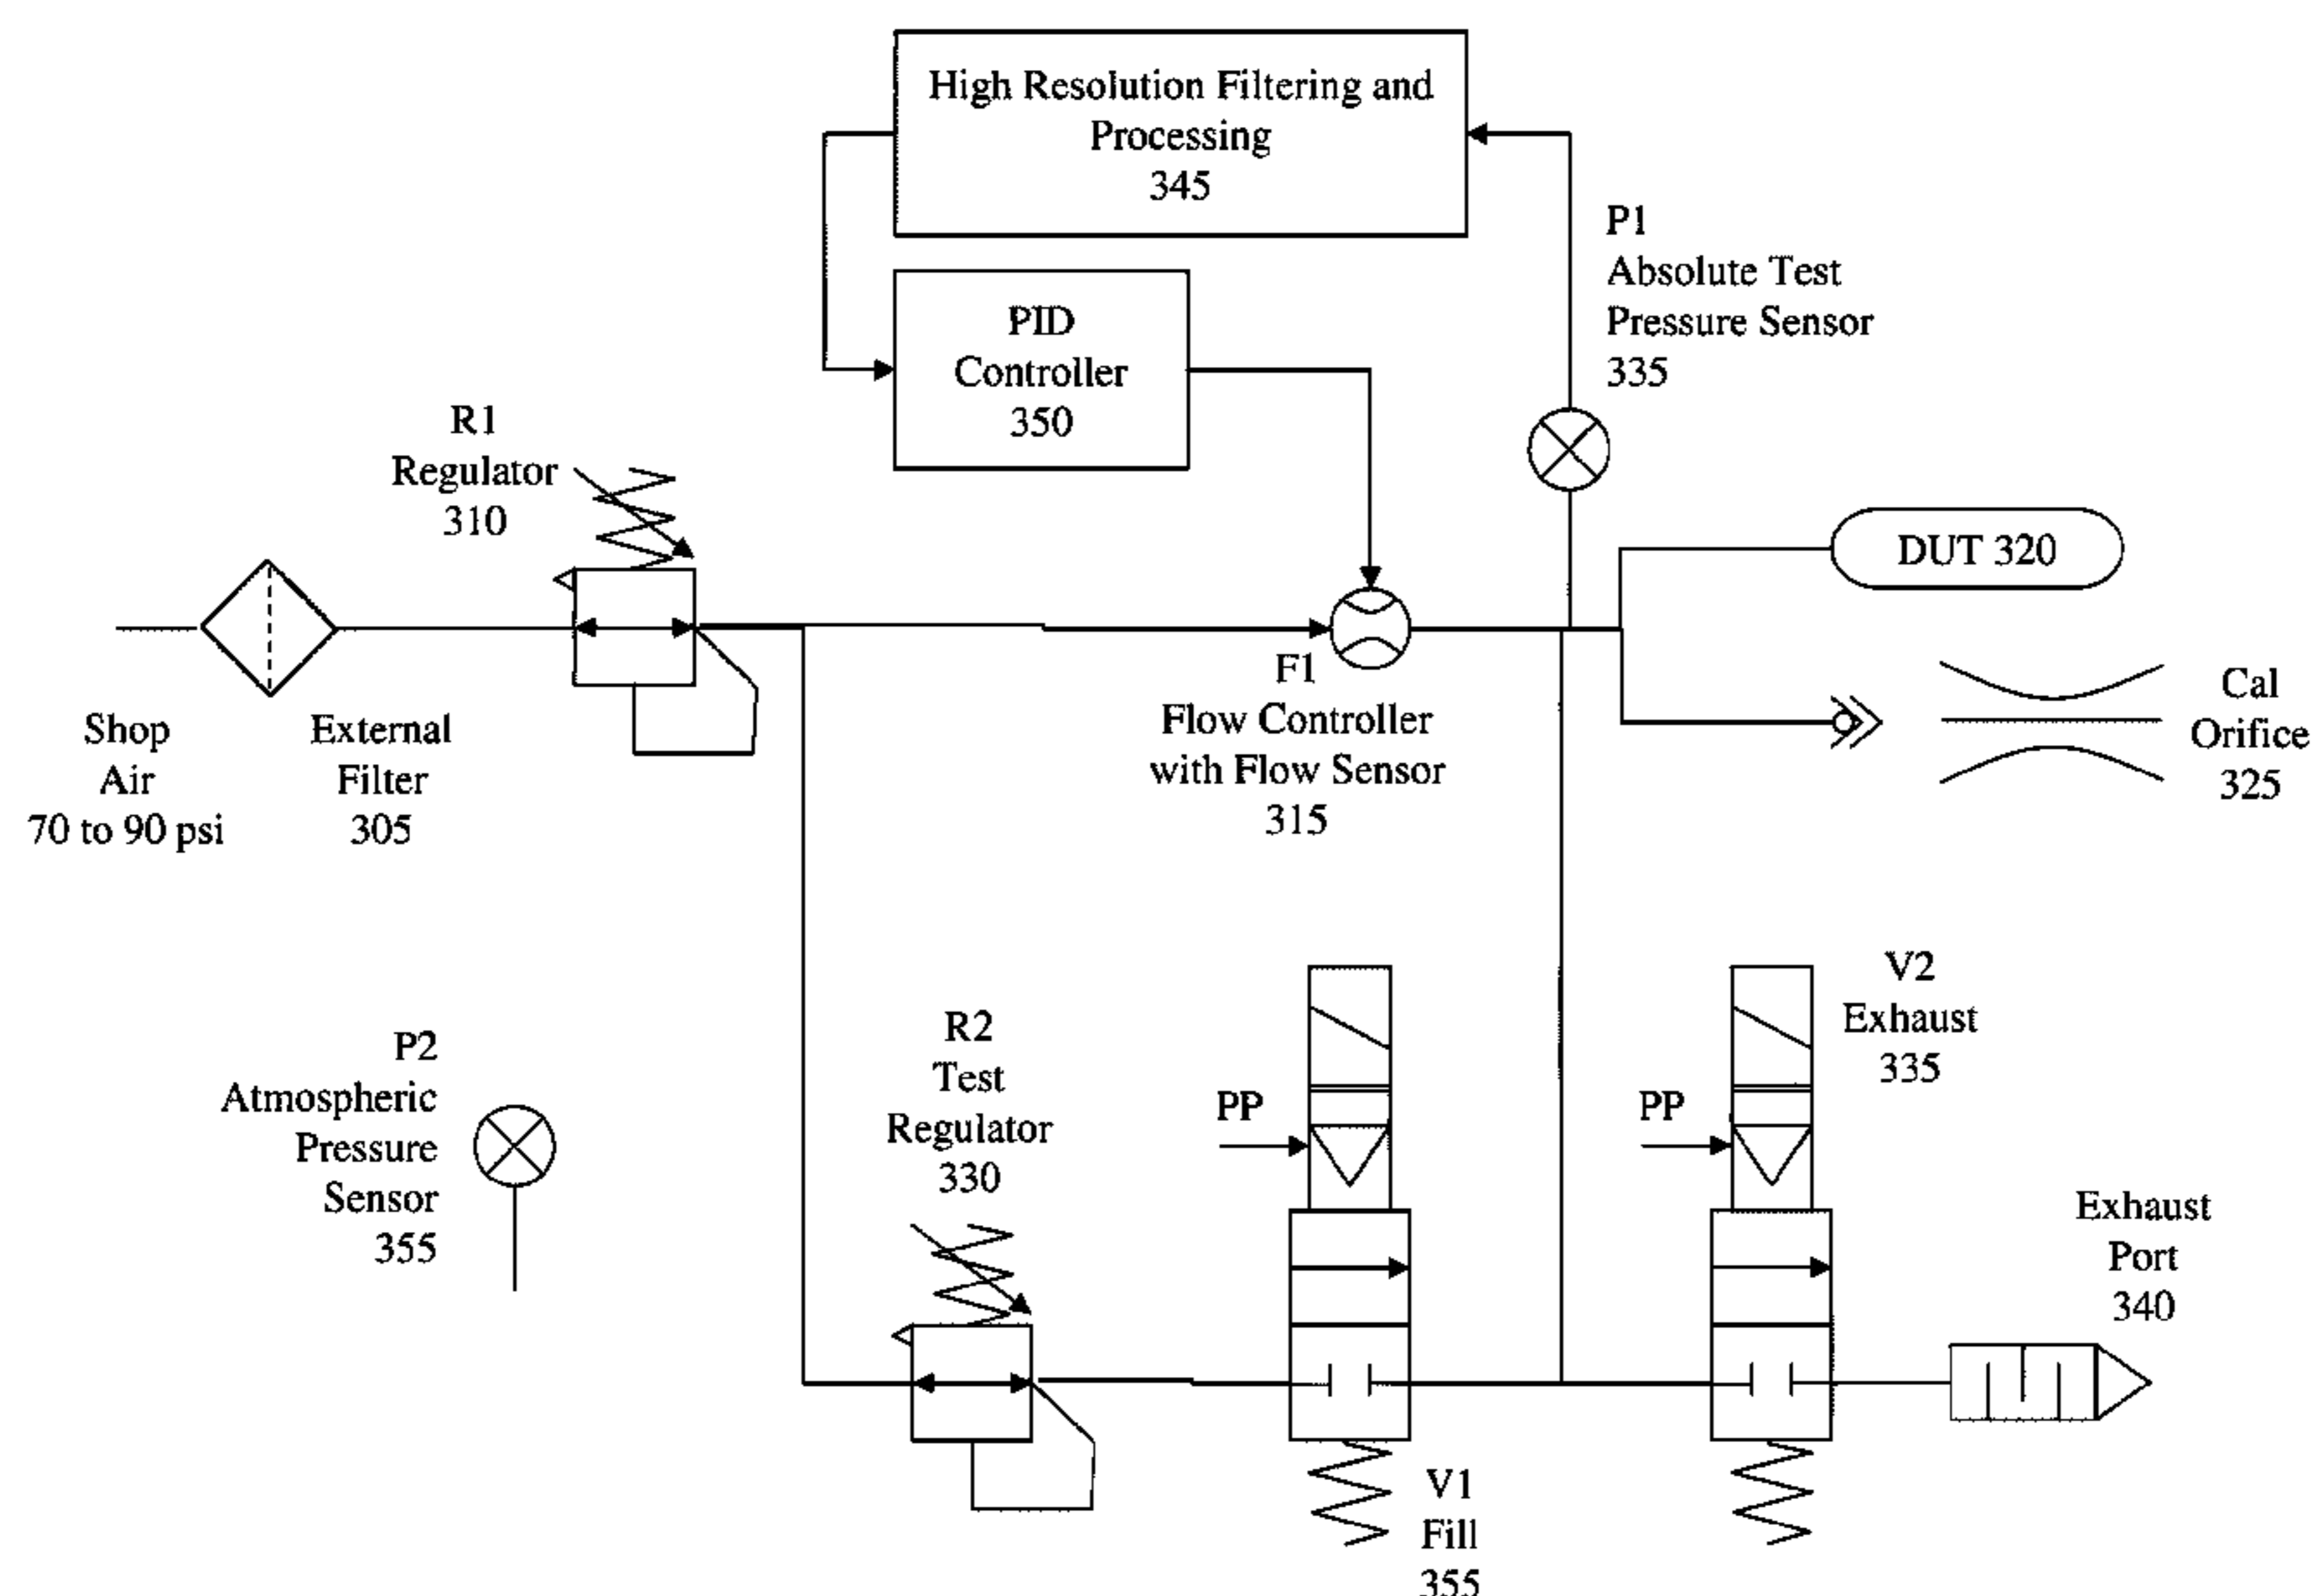 High Resolution Filtering and
Processing
345
P1
Absolute Test
Pressure Sensor
335
PID
Controller
350
R1
Regulator
310
DUT 320
Shop
Air
70 to 90 psi
External
Filter
305
F1
Flow Controller
with Flow Sensor
315
Cal
Orifice
325
P2
Atmospheric
Pressure
Sensor
355
R2
Test
Regulator
330
PP
PP
V2
Exhaust
335
Exhaust
Port
340
V1
Fill
355